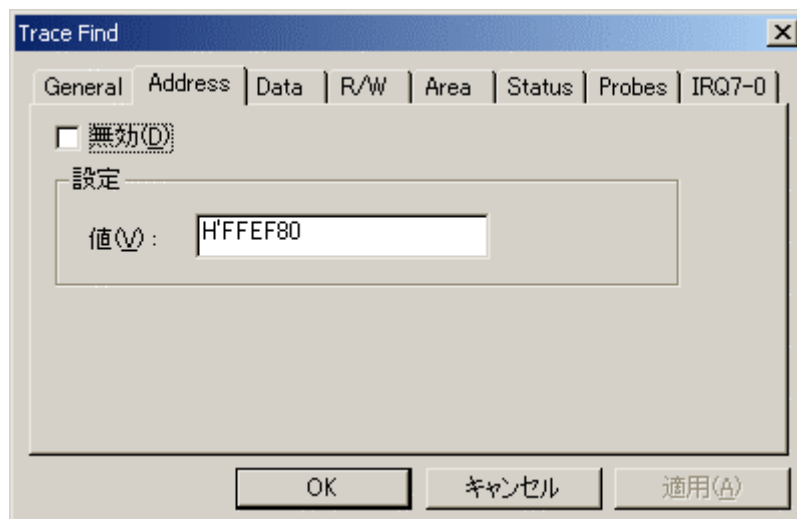 Trace Find
General Address Data R/W Area Status Probes IRQ7-0
無効(D)
設定
値(V) : H'FFEF80
OK キャンセル 適用(A)